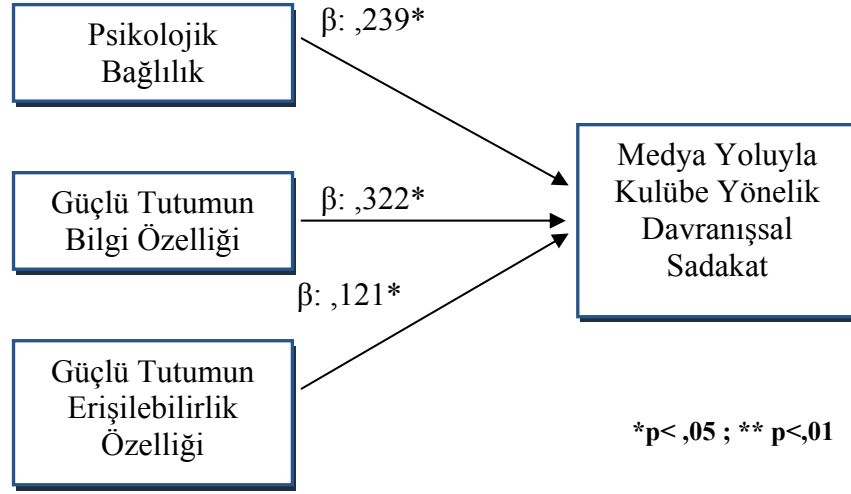 Psikolojik
Bağlılık
β: ,239*
Güçlü Tutumun
Bilgi Özelliği
β: ,322*
Medya Yoluyla
Kulübe Yönelik
Davranışsal
Sadakat
β: ,121*
Güçlü Tutumun
Erişilebilirlik
Özelliği
*p< ,05 ; ** p<,01